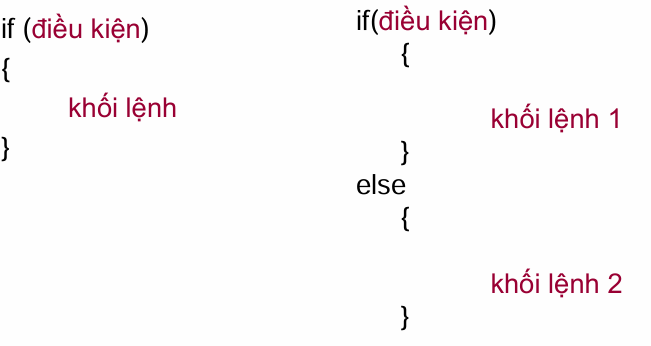 if (điều kiện)
{
khối lệnh
}
if(điều kiện)
{
khối lệnh 1
}
else
{
khối lệnh 2
}